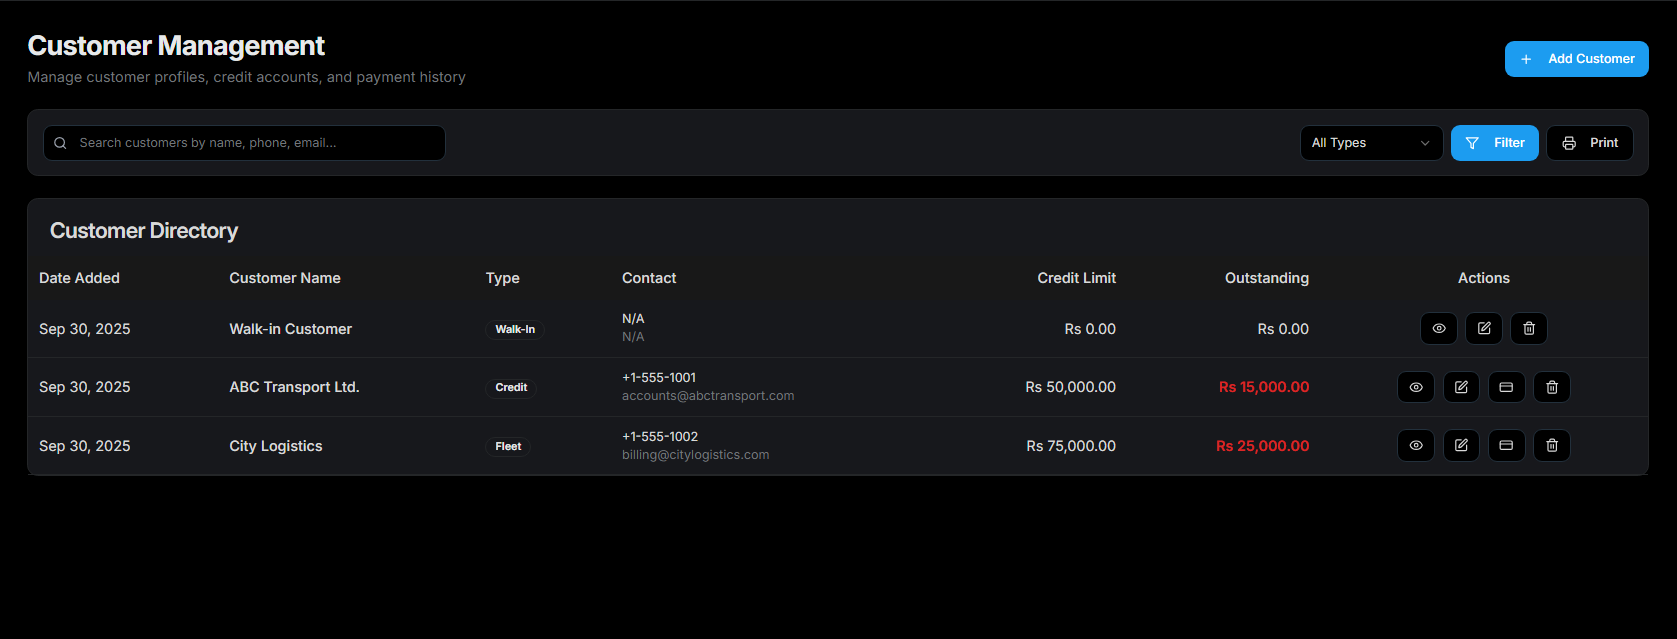 Customer Management
Manage customer profiles, credit accounts, and payment history
Add Customer
Search customers by name, phone, email...
All Types
Filter
Print
Customer Directory
Date Added Customer Name Type Contact Credit Limit Outstanding Actions
Sep 30, 2025 Walk-in Customer Walk-In N/A Rs 0.00 Rs 0.00
N/A
Sep 30, 2025 ABC Transport Ltd. Credit +1-555-1001 Rs 50,000.00 Rs 15,000.00
accounts@abctransport.com
Sep 30, 2025 City Logistics Fleet +1-555-1002 Rs 75,000.00 Rs 25,000.00
billing@citylogistics.com